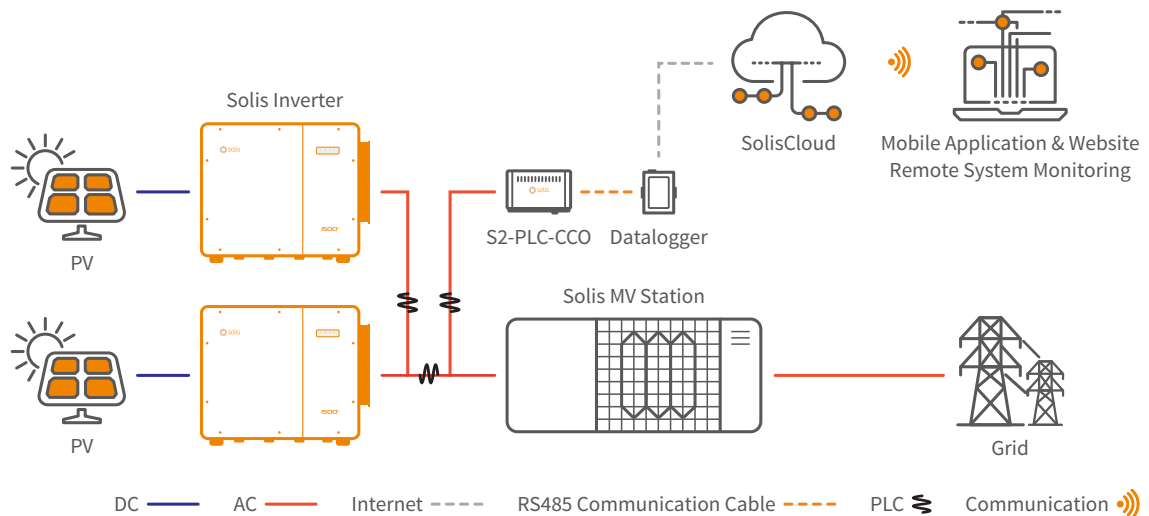 Solis Inverter
solis
SolisCloud
Mobile Application & Website
Remote System Monitoring
solis
S2-PLC-CCO
Datalogger
PV
Solis MV Station
solis
PV
Grid
DC
AC
Internet
RS485 Communication Cable
PLC
Communication